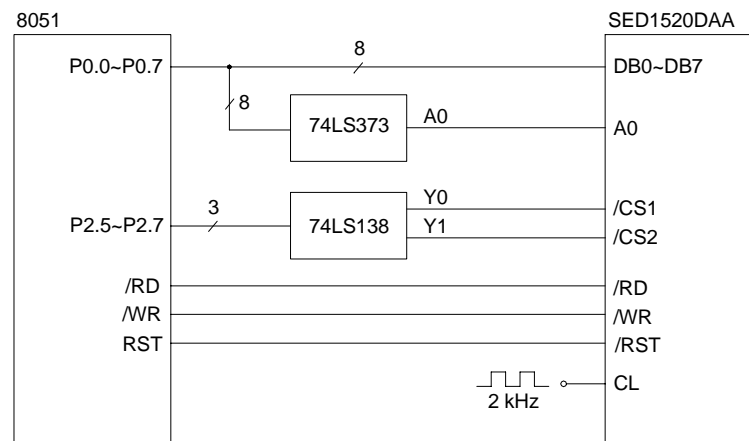 8051
SED1520DAA
P0.0~P0.7
8
DB0~DB7
8
74LS373
A0
A0
P2.5~P2.7
3
74LS138
Y0
Y1
/CS1
/CS2
/RD
/RD
/WR
/WR
RST
/RST
CL
2 kHz